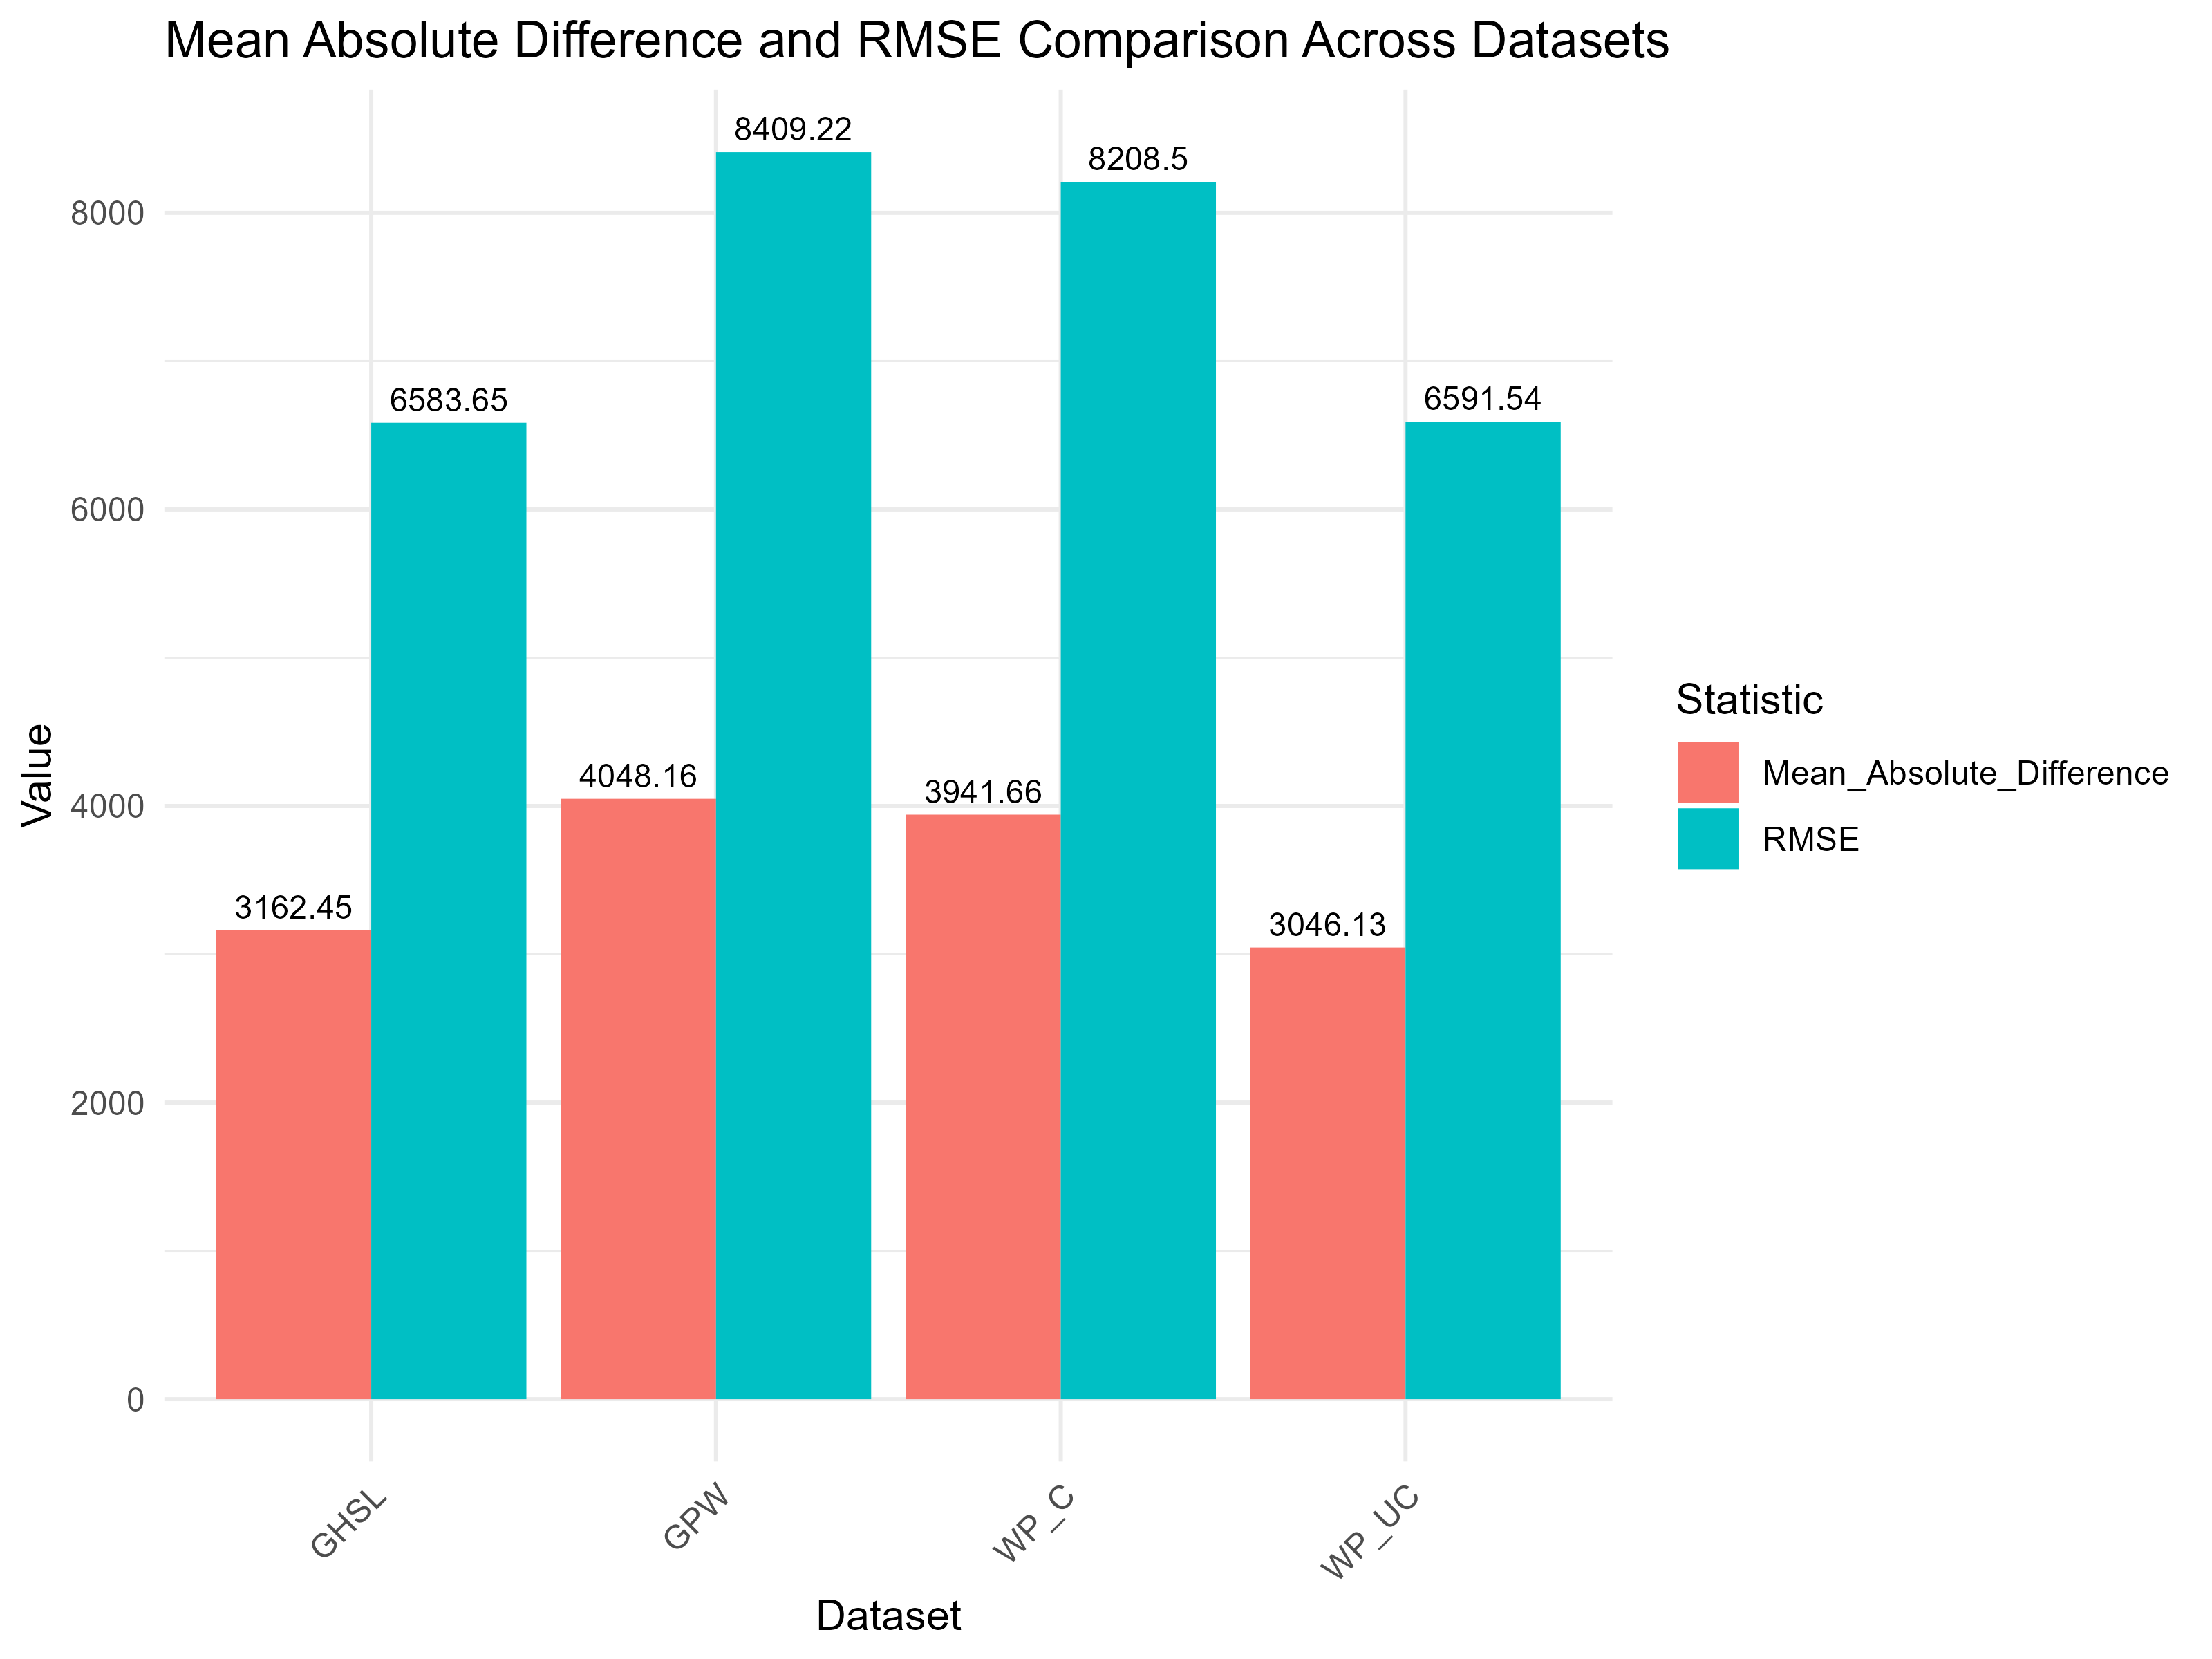 Mean Absolute Difference and RMSE Comparison Across Datasets
8409.22
8208.5
8000
6583.65
6591.54
6000
Statistic
Mean_Absolute_Difference
RMSE
Value
4048.16
3941.66
4000
3162.45
3046.13
2000
0
GHSL
GPW
WP_C
WP_UC
Dataset